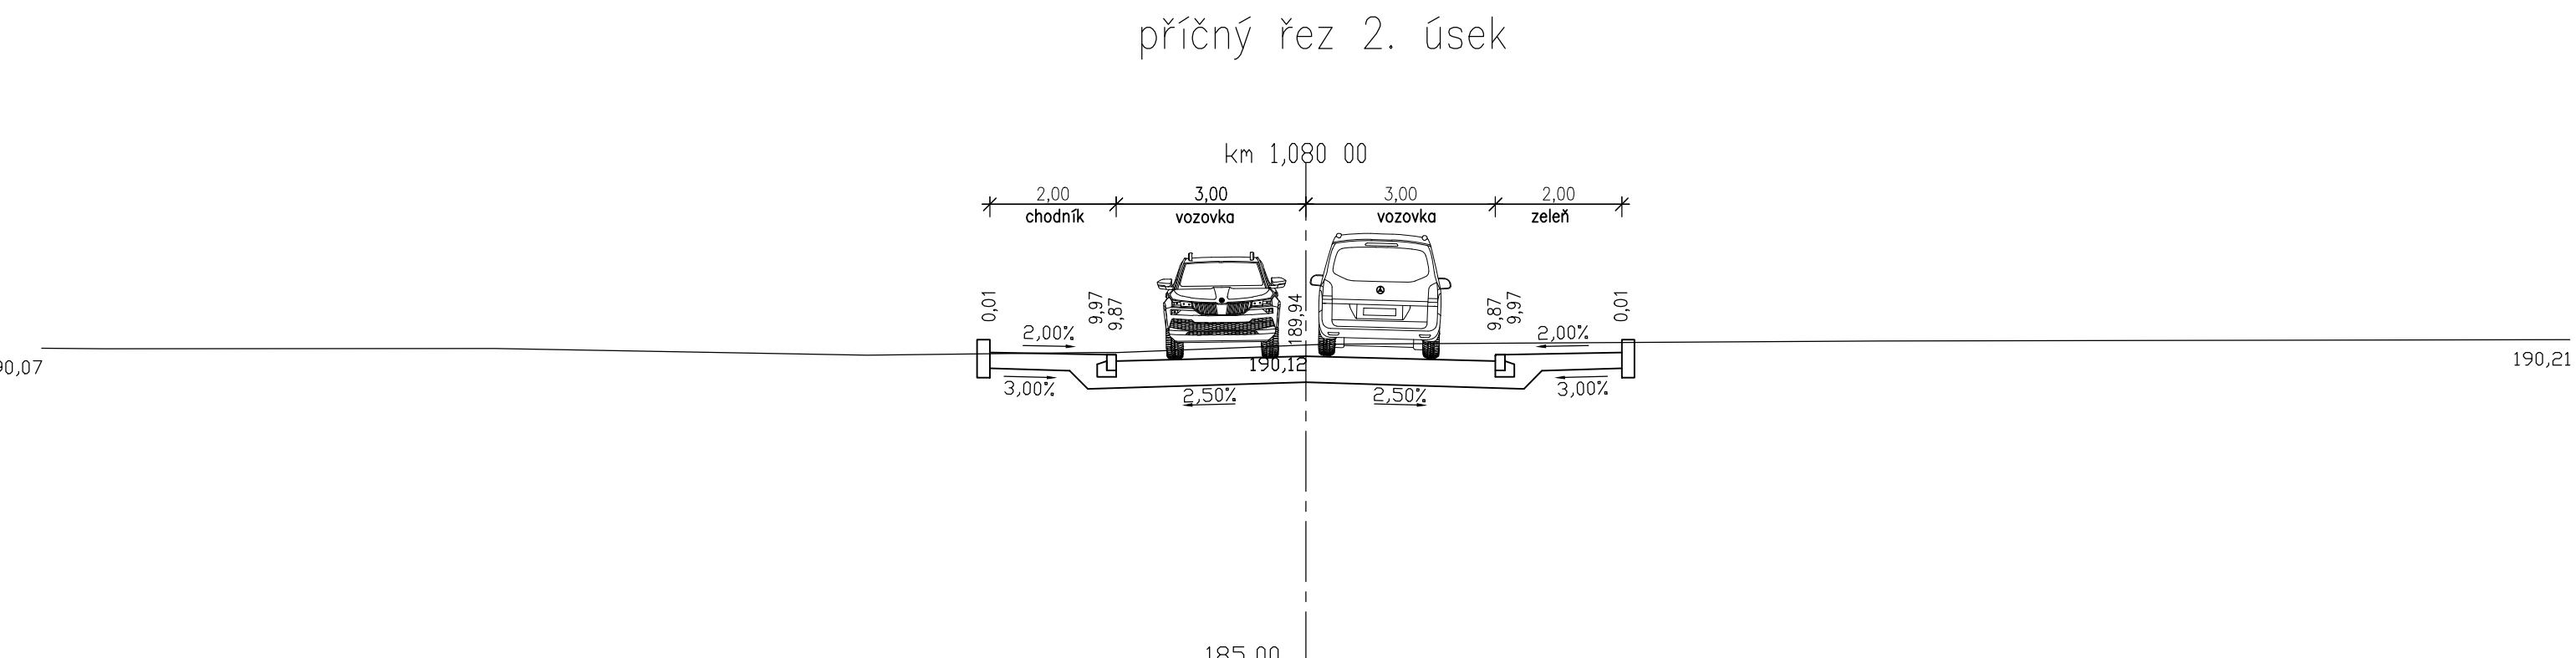 příčný řez 2. úsek
km 1,080 00
2,00 3,00 3,00 2,00
chodník vozovka vozovka zeleň
0,01 9,97 9,87 189,94 9,87 9,97 0,01
2,00% 2,00%
90,07 190,12 190,21
3,00% 2,50% 2,50% 3,00%
185,00